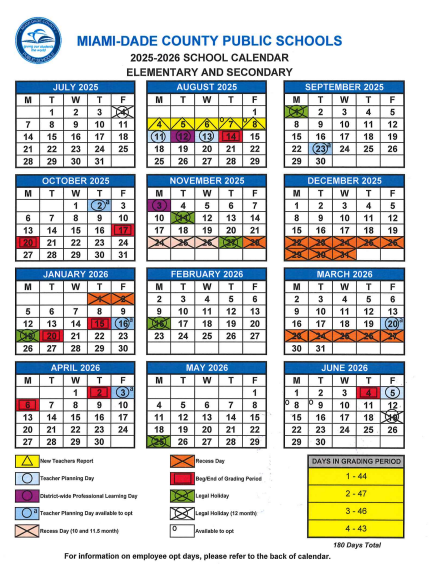 MIAMI-DADE COUNTY PUBLIC SCHOOLS
2025-2026 SCHOOL CALENDAR
ELEMENTARY AND SECONDARY
JULY 2025
M T W T F
1 2 3 4
7 8 9 10 11
14 15 16 17 18
21 22 23 24 25
28 29 30 31
AUGUST 2025
M T W T F
1
4 5 6 7 8
11 12 13 14 15
18 19 20 21 22
25 26 27 28 29
SEPTEMBER 2025
M T W T F
1 2 3 4 5
8 9 10 11 12
15 16 17 18 19
22 23 24 25 26
29 30
OCTOBER 2025
M T W T F
1 2 3
6 7 8 9 10
13 14 15 16 17
20 21 22 23 24
27 28 29 30 31
NOVEMBER 2025
M T W T F
3 4 5 6 7
10 11 12 13 14
17 18 19 20 21
24 25 26 27 28
DECEMBER 2025
M T W T F
1 2 3 4 5
8 9 10 11 12
15 16 17 18 19
22 23 24 25 26
29 30 31
JANUARY 2026
M T W T F
1 2
5 6 7 8 9
12 13 14 15 16
19 20 21 22 23
26 27 28 29 30
FEBRUARY 2026
M T W T F
2 3 4 5 6
9 10 11 12 13
16 17 18 19 20
23 24 25 26 27
MARCH 2026
M T W T F
2 3 4 5 6
9 10 11 12 13
16 17 18 19 20
23 24 25 26 27
30 31
APRIL 2026
M T W T F
1 2 3
6 7 8 9 10
13 14 15 16 17
20 21 22 23 24
27 28 29 30
MAY 2026
M T W T F
1
4 5 6 7 8
11 12 13 14 15
18 19 20 21 22
25 26 27 28 29
JUNE 2026
M T W T F
1 2 3 4 5
8 9 10 11 12
15 16 17 18 19
22 23 24 25 26
29 30
New Teachers Report
Teacher Planning Day
District-wide Professional Learning Day
Teacher Planning Day available to opt
Recess Day (10 and 11.5 month)
Recess Day
Beg/End of Grading Period
Legal Holiday
Legal Holiday (12 month)
Available to opt
DAYS IN GRADING PERIOD
1 - 44
2 - 47
3 - 46
4 - 43
180 Days Total
For information on employee opt days, please refer to the back of calendar.